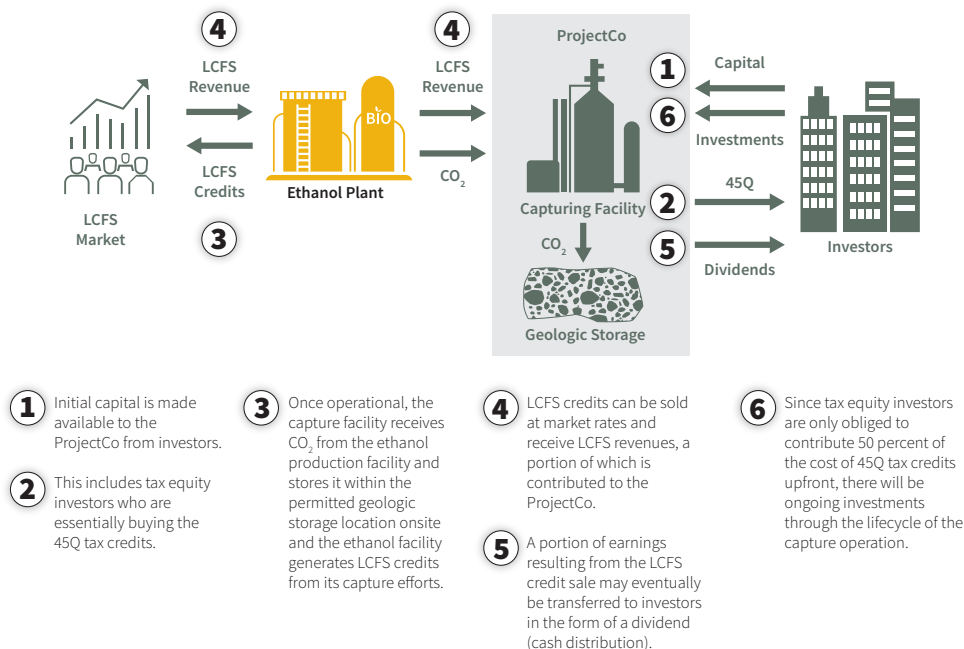 4
LCFS
Revenue
LCFS
Credits
3
LCFS
Market
BIO
Ethanol Plant
4
LCFS
Revenue
CO₂
ProjectCo
Capturing Facility
CO₂
Geologic Storage
1
Capital
6
Investments
2
45Q
5
Dividends
Investors
1
Initial capital is made
available to the
ProjectCo from investors.
2
This includes tax equity
investors who are
essentially buying the
45Q tax credits.
3
Once operational, the
capture facility receives
CO₂ from the ethanol
production facility and
stores it within the
permitted geologic
storage location onsite
and the ethanol facility
generates LCFS credits
from its capture efforts.
4
LCFS credits can be sold
at market rates and
receive LCFS revenues, a
portion of which is
contributed to the
ProjectCo.
5
A portion of earnings
resulting from the LCFS
credit sale may eventually
be transferred to investors
in the form of a dividend
(cash distribution).
6
Since tax equity investors
are only obliged to
contribute 50 percent of
the cost of 45Q tax credits
upfront, there will be
ongoing investments
through the lifecycle of the
capture operation.